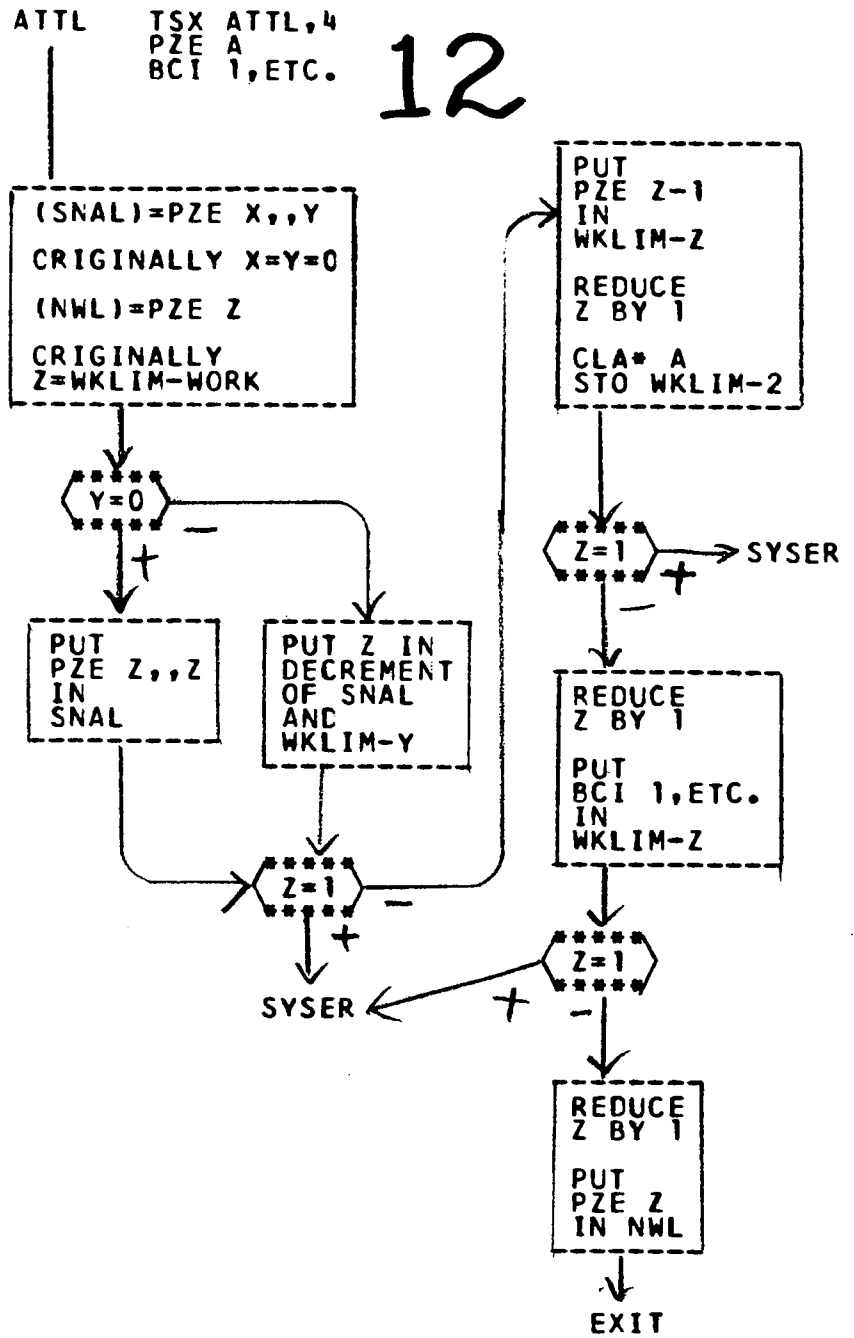 ATTL TSX ATTL,4
PZE A
BCI 1,ETC.
12
(SNAL)=PZE X,,Y
CRIGINALLY X=Y=0
(NWL)=PZE Z
CRIGINALLY
Z=WKLIM-WORK
*****
Y=0
*****
+
-
PUT
PZE Z,,Z
IN
SNAL
PUT Z IN
DECREMENT
OF SNAL
AND
WKLIM-Y
*****
Z=1
*****
-
+
SYSER
PUT
PZE Z-1
IN
WKLIM-Z
REDUCE
Z BY 1
CLA* A
STO WKLIM-2
*****
Z=1
*****
SYSER
+
-
REDUCE
Z BY 1
PUT
BCI 1,ETC.
IN
WKLIM-Z
*****
Z=1
*****
+
-
REDUCE
Z BY 1
PUT
PZE Z
IN NWL
EXIT